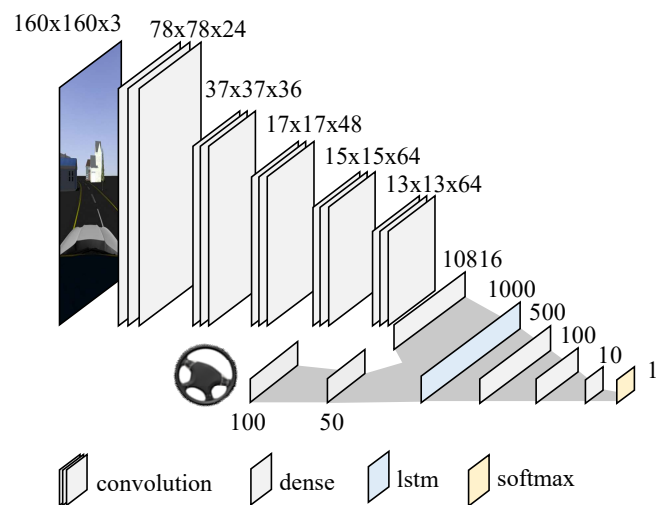 160x160x3
78x78x24
37x37x36
17x17x48
15x15x64
13x13x64
10816
1000
500
100
10
1
100
50
convolution
dense
lstm
softmax